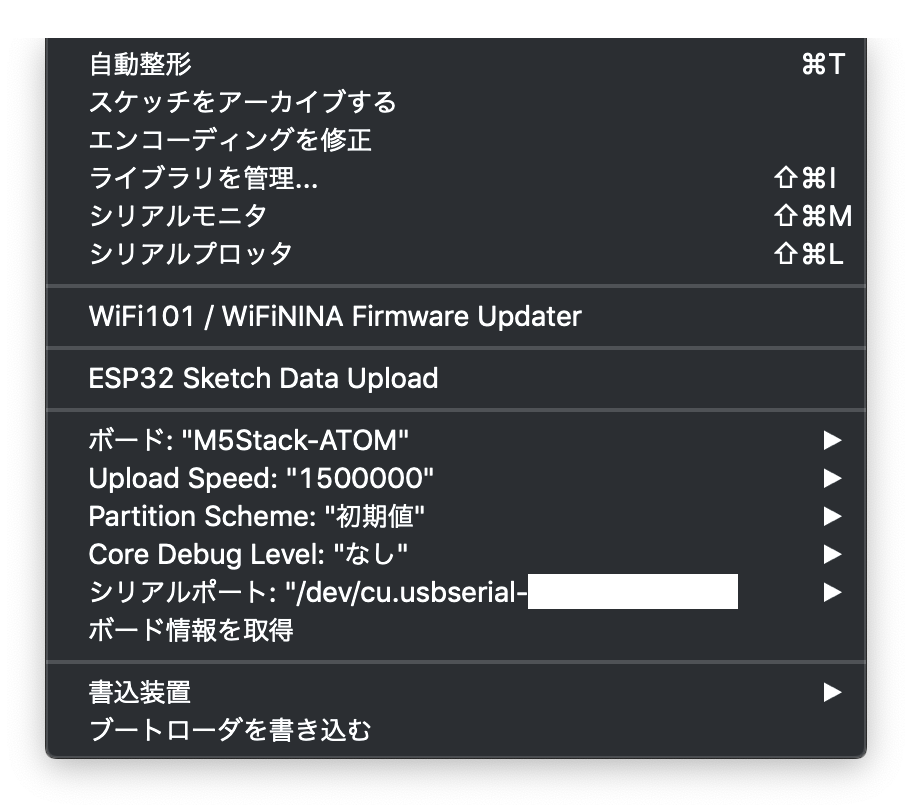 自動整形 ⌘T
スケッチをアーカイブする
エンコーディングを修正
ライブラリを管理... ⇧⌘I
シリアルモニタ ⇧⌘M
シリアルプロッタ ⇧⌘L
WiFi101 / WiFiNINA Firmware Updater
ESP32 Sketch Data Upload
ボード: "M5Stack-ATOM" ▶
Upload Speed: "1500000" ▶
Partition Scheme: "初期値" ▶
Core Debug Level: "なし" ▶
シリアルポート: "/dev/cu.usbserial- ▶
ボード情報を取得
書込装置 ▶
ブートローダを書き込む